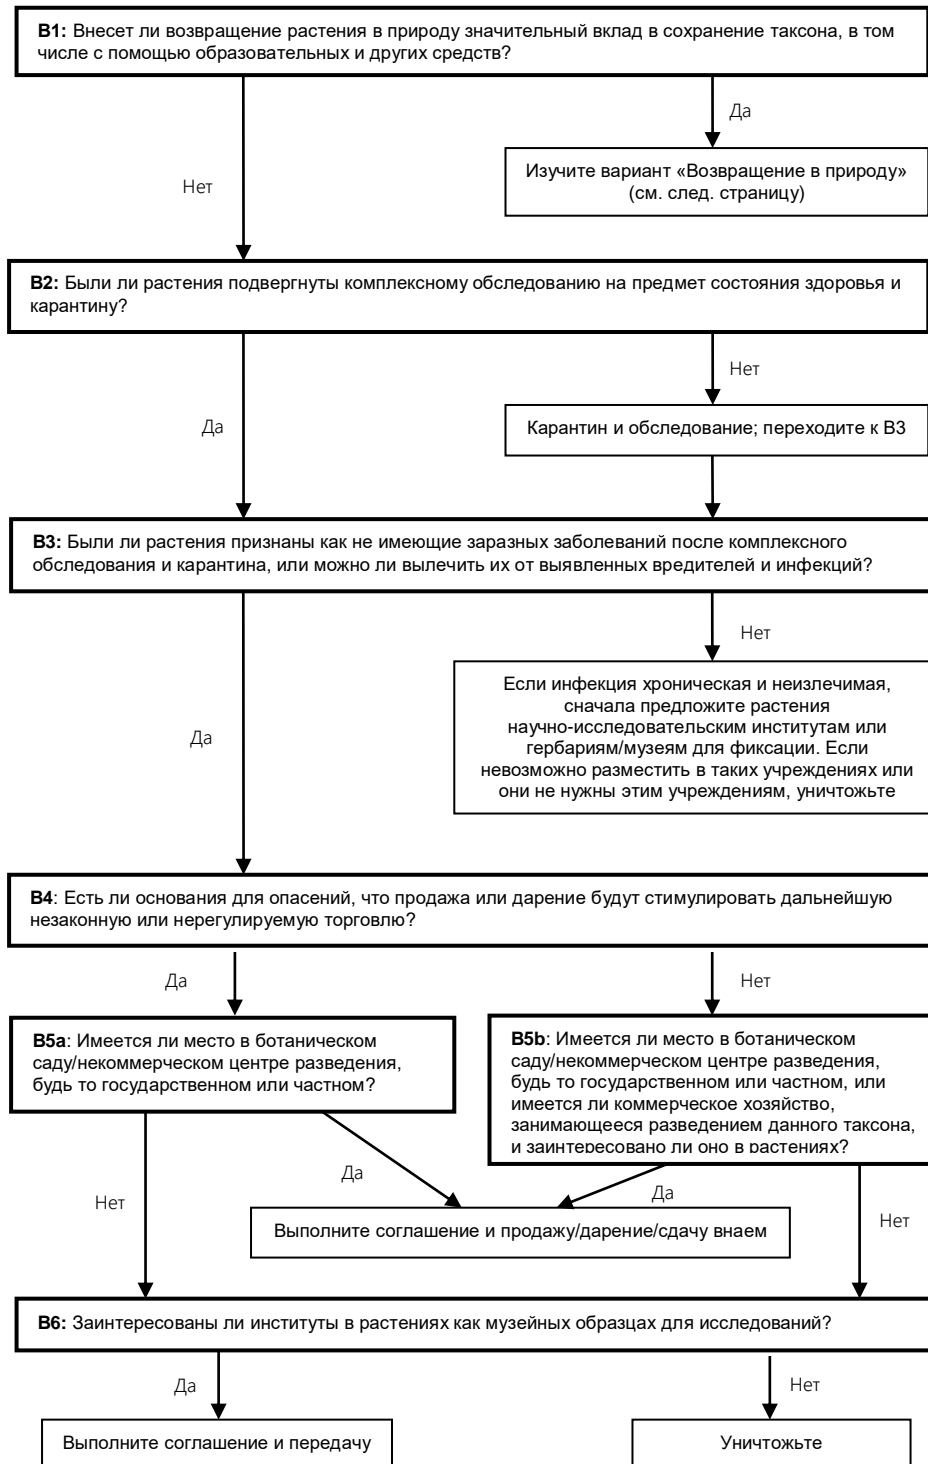 В1: Внесет ли возвращение растения в природу значительный вклад в сохранение таксона, в том
числе с помощью образовательных и других средств?
Да
Изучите вариант «Возвращение в природу»
(см. след. страницу)
Нет
В2: Были ли растения подвергнуты комплексному обследованию на предмет состояния здоровья и
карантину?
Нет
Карантин и обследование; переходите к В3
Да
В3: Были ли растения признаны как не имеющие заразных заболеваний после комплексного
обследования и карантина, или можно ли вылечить их от выявленных вредителей и инфекций?
Нет
Если инфекция хроническая и неизлечимая,
сначала предложите растения
научно-исследовательским институтам или
гербариям/музеям для фиксации. Если
невозможно разместить в таких учреждениях или
они не нужны этим учреждениям, уничтожьте
Да
В4: Есть ли основания для опасений, что продажа или дарение будут стимулировать дальнейшую
незаконную или нерегулируемую торговлю?
Да
Нет
B5a: Имеется ли место в ботаническом
саду/некоммерческом центре разведения,
будь то государственном или частном?
B5b: Имеется ли место в ботаническом
саду/некоммерческом центре разведения,
будь то государственном или частном, или
имеется ли коммерческое хозяйство,
занимающееся разведением данного таксона,
и заинтересовано ли оно в растениях?
Да
Да
Нет
Нет
Выполните соглашение и продажу/дарение/сдачу внаем
В6: Заинтересованы ли институты в растениях как музейных образцах для исследований?
Да
Нет
Выполните соглашение и передачу
Уничтожьте